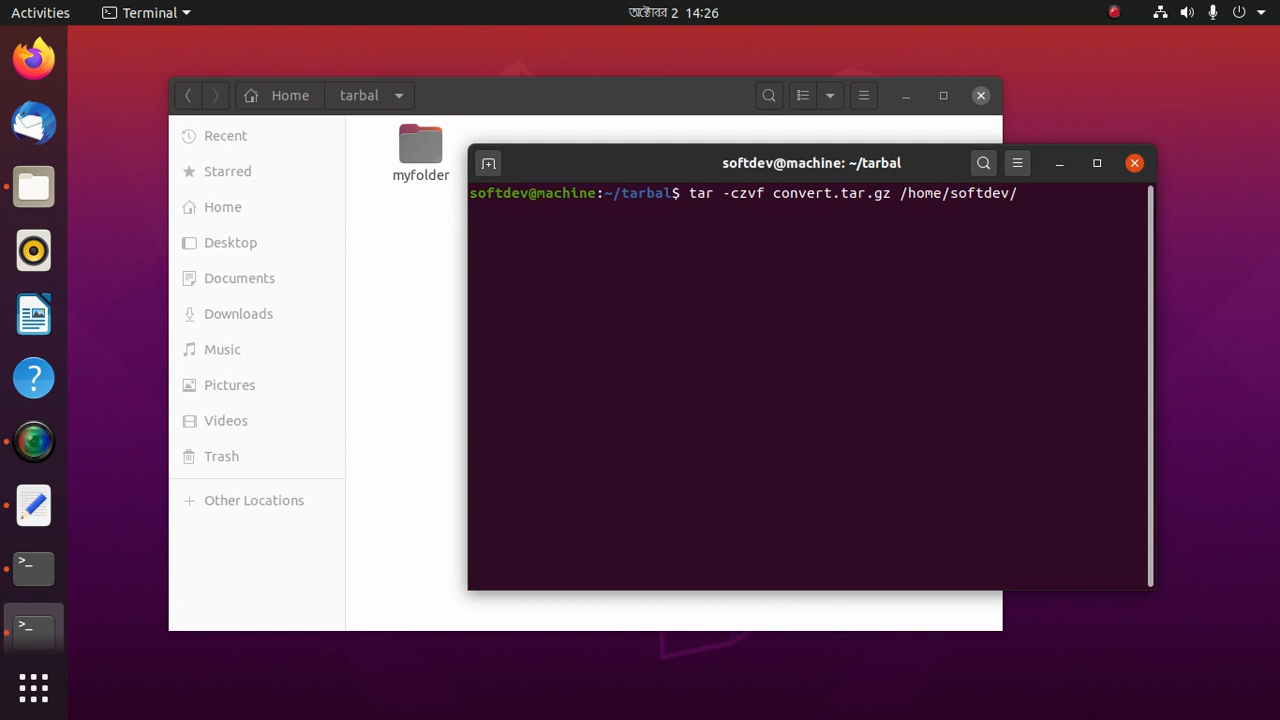 Activities
Terminal
অক্টোবর 2 14:26
Home
tarbal
Recent
Starred
Home
Desktop
Documents
Downloads
Music
Pictures
Videos
Trash
+ Other Locations
myfolder
softdev@machine: ~/tarbal
softdev@machine:~/tarbal$ tar -czvf convert.tar.gz /home/softdev/